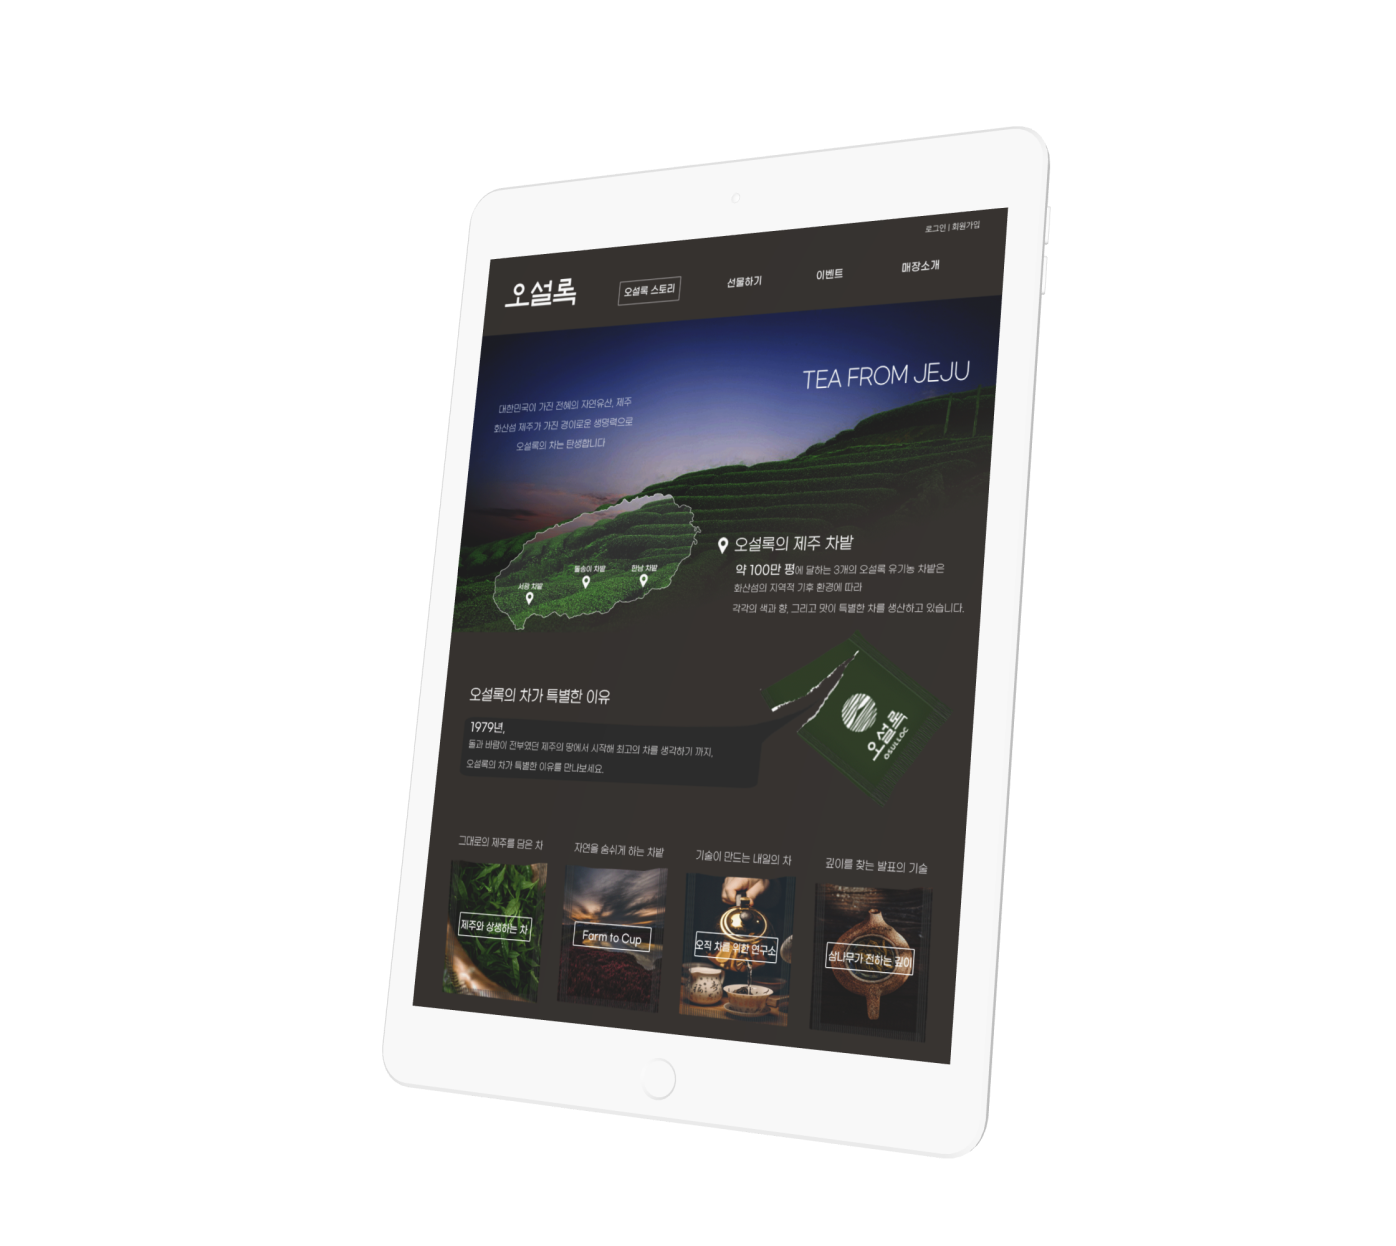 로그인 | 회원가입
오설록
오설록 스토리
선물하기
이벤트
매장소개
TEA FROM JEJU
대한민국이 가진 전혜의 자연유산, 제주
화산섬 제주가 가진 경이로운 생명력으로
오설록의 차는 탄생합니다
서광 차밭
돌송이 차밭
한남 차밭
오설록의 제주 차밭
약 100만 평에 달하는 3개의 오설록 유기농 차밭은
화산섬의 지역적 기후 환경에 따라
각각의 색과 향, 그리고 맛이 특별한 차를 생산하고 있습니다.
오설록의 차가 특별한 이유
1979년,
돌과 바람이 전부였던 제주의 땅에서 시작해 최고의 차를 생각하기 까지,
오설록의 차가 특별한 이유를 만나보세요.
오설록
OSULLOC
그대로의 제주를 담은 차
제주와 상생하는 차
자연을 숨쉬게 하는 차밭
Farm to Cup
기술이 만드는 내일의 차
오직 차를 위한 연구소
깊이를 찾는 발표의 기술
삼나무가 전하는 깊이